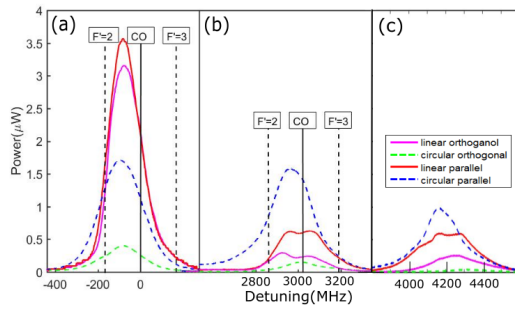 (a)
(b)
(c)
F'=2
CO
F'=3
F'=2
CO
F'=3
4
3.5
3
2.5
2
1.5
1
0.5
0
Power(μW)
linear orthoganol
circular orthogonal
linear parallel
circular parallel
-400 -200 0 2800 3000 3200 4000 4200 4400
Detuning(MHz)